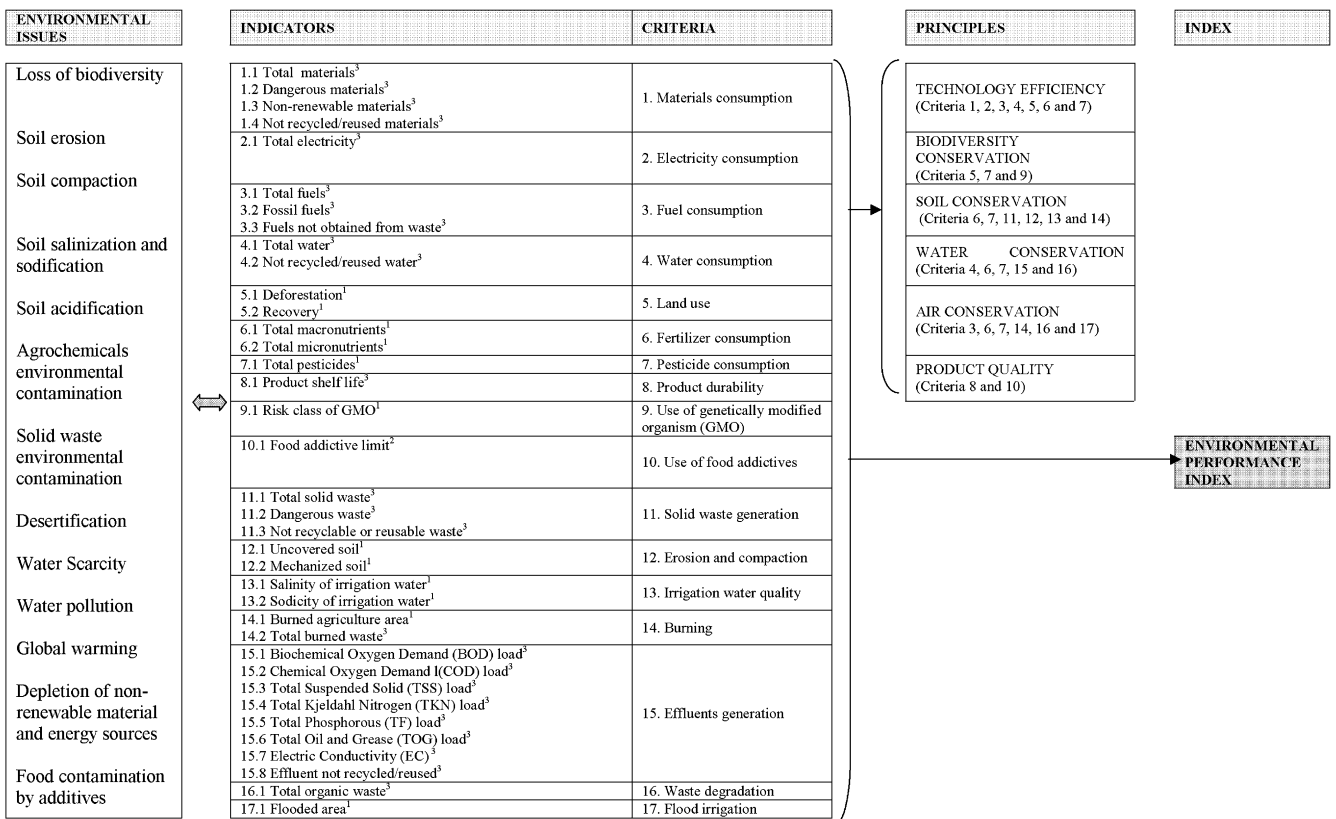 ENVIRONMENTAL
ISSUES
Loss of biodiversity
Soil erosion
Soil compaction
Soil salinization and
sodification
Soil acidification
Agrochemicals
environmental
contamination
Solid waste
environmental
contamination
Desertification
Water Scarcity
Water pollution
Global warming
Depletion of non-
renewable material
and energy sources
Food contamination
by additives
INDICATORS
CRITERIA
1.1 Total materials³
1.2 Dangerous materials³
1.3 Non-renewable materials³
1.4 Not recycled/reused materials³
1. Materials consumption
2.1 Total electricity³
2. Electricity consumption
3.1 Total fuels³
3.2 Fossil fuels³
3.3 Fuels not obtained from waste³
3. Fuel consumption
4.1 Total water³
4.2 Not recycled/reused water³
4. Water consumption
5.1 Deforestation¹
5.2 Recovery¹
5. Land use
6.1 Total macronutrients¹
6.2 Total micronutrients¹
6. Fertilizer consumption
7.1 Total pesticides¹
7. Pesticide consumption
8.1 Product shelf life³
8. Product durability
9.1 Risk class of GMO¹
9. Use of genetically modified
organism (GMO)
10.1 Food addictive limit²
10. Use of food addictives
11.1 Total solid waste³
11.2 Dangerous waste³
11.3 Not recyclable or reusable waste³
11. Solid waste generation
12.1 Uncovered soil¹
12.2 Mechanized soil¹
12. Erosion and compaction
13.1 Salinity of irrigation water¹
13.2 Sodicity of irrigation water¹
13. Irrigation water quality
14.1 Burned agriculture area¹
14.2 Total burned waste³
14. Burning
15.1 Biochemical Oxygen Demand (BOD) load³
15.2 Chemical Oxygen Demand l(COD) load³
15.3 Total Suspended Solid (TSS) load³
15.4 Total Kjeldahl Nitrogen (TKN) load³
15.5 Total Phosphorous (TF) load³
15.6 Total Oil and Grease (TOG) load³
15.7 Electric Conductivity (EC) ³
15.8 Effluent not recycled/reused³
15. Effluents generation
16.1 Total organic waste³
16. Waste degradation
17.1 Flooded area¹
17. Flood irrigation
PRINCIPLES
TECHNOLOGY EFFICIENCY
(Criteria 1, 2, 3, 4, 5, 6 and 7)
BIODIVERSITY
CONSERVATION
(Criteria 5, 7 and 9)
SOIL CONSERVATION
(Criteria 6, 7, 11, 12, 13 and 14)
WATER CONSERVATION
(Criteria 4, 6, 7, 15 and 16)
AIR CONSERVATION
(Criteria 3, 6, 7, 14, 16 and 17)
PRODUCT QUALITY
(Criteria 8 and 10)
INDEX
ENVIRONMENTAL
PERFORMANCE
INDEX